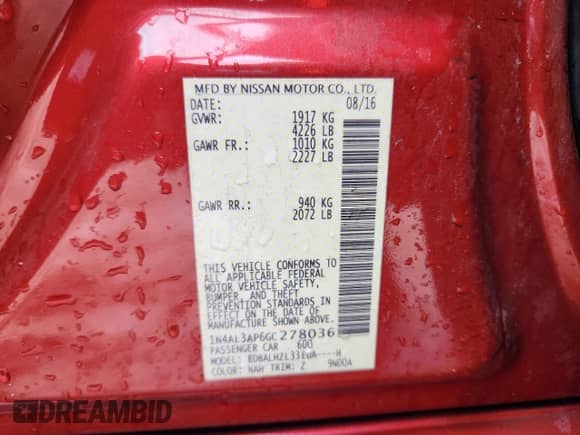 MFD BY NISSAN MOTOR CO., LTD.
DATE: 08/16
GVWR: 1917 KG
4226 LB
GAWR FR.: 1010 KG
2227 LB
GAWR RR.: 940 KG
2072 LB
THIS VEHICLE CONFORMS TO
ALL APPLICABLE FEDERAL
MOTOR VEHICLE SAFETY,
BUMPER, AND THEFT
PREVENTION STANDARDS IN
EFFECT ON THE DATE OF
MANUFACTURE SHOWN ABOVE.
1N4AL3AP6GC278036
PASSENGER CAR 600
COLOR: NAH TRIM: Z 9N00A
DREAMBID